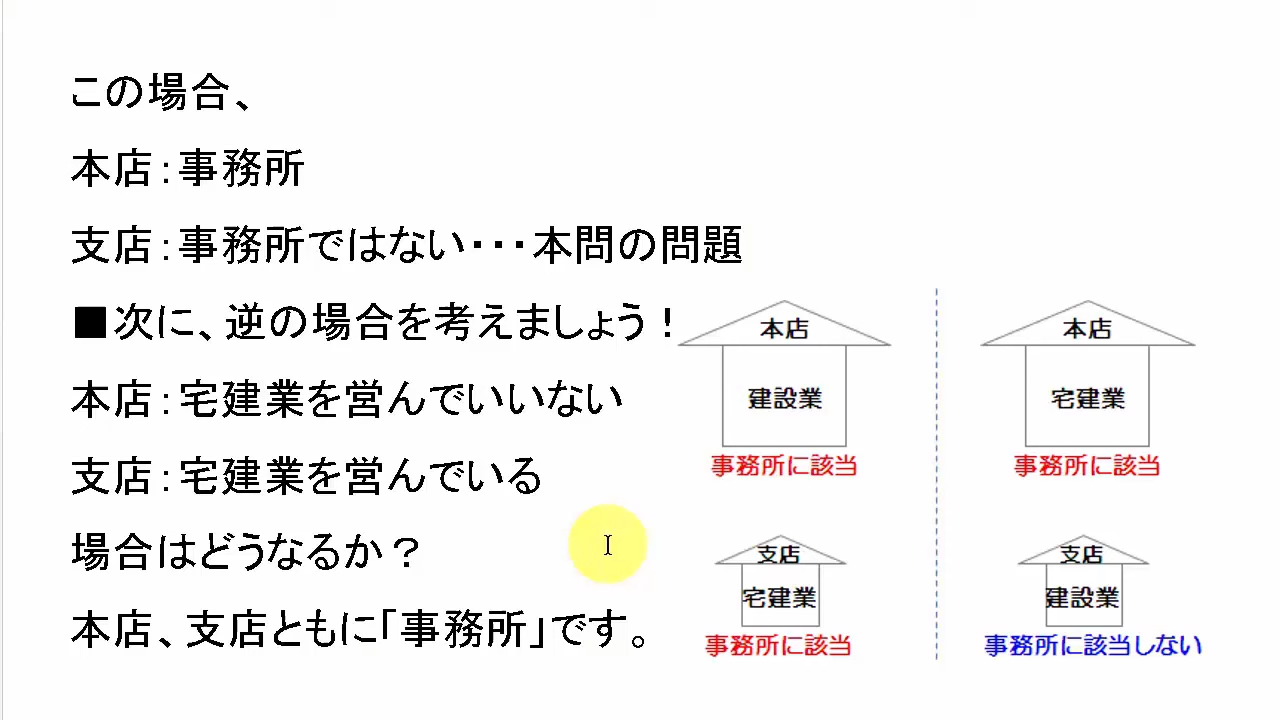 この場合、
本店：事務所
支店：事務所ではない・・・本問の問題
■次に、逆の場合を考えましょう！
本店：宅建業を営んでいいない
支店：宅建業を営んでいる
場合はどうなるか？
本店、支店ともに「事務所」です。
本店
建設業
事務所に該当
支店
宅建業
事務所に該当
本店
宅建業
事務所に該当
支店
建設業
事務所に該当しない